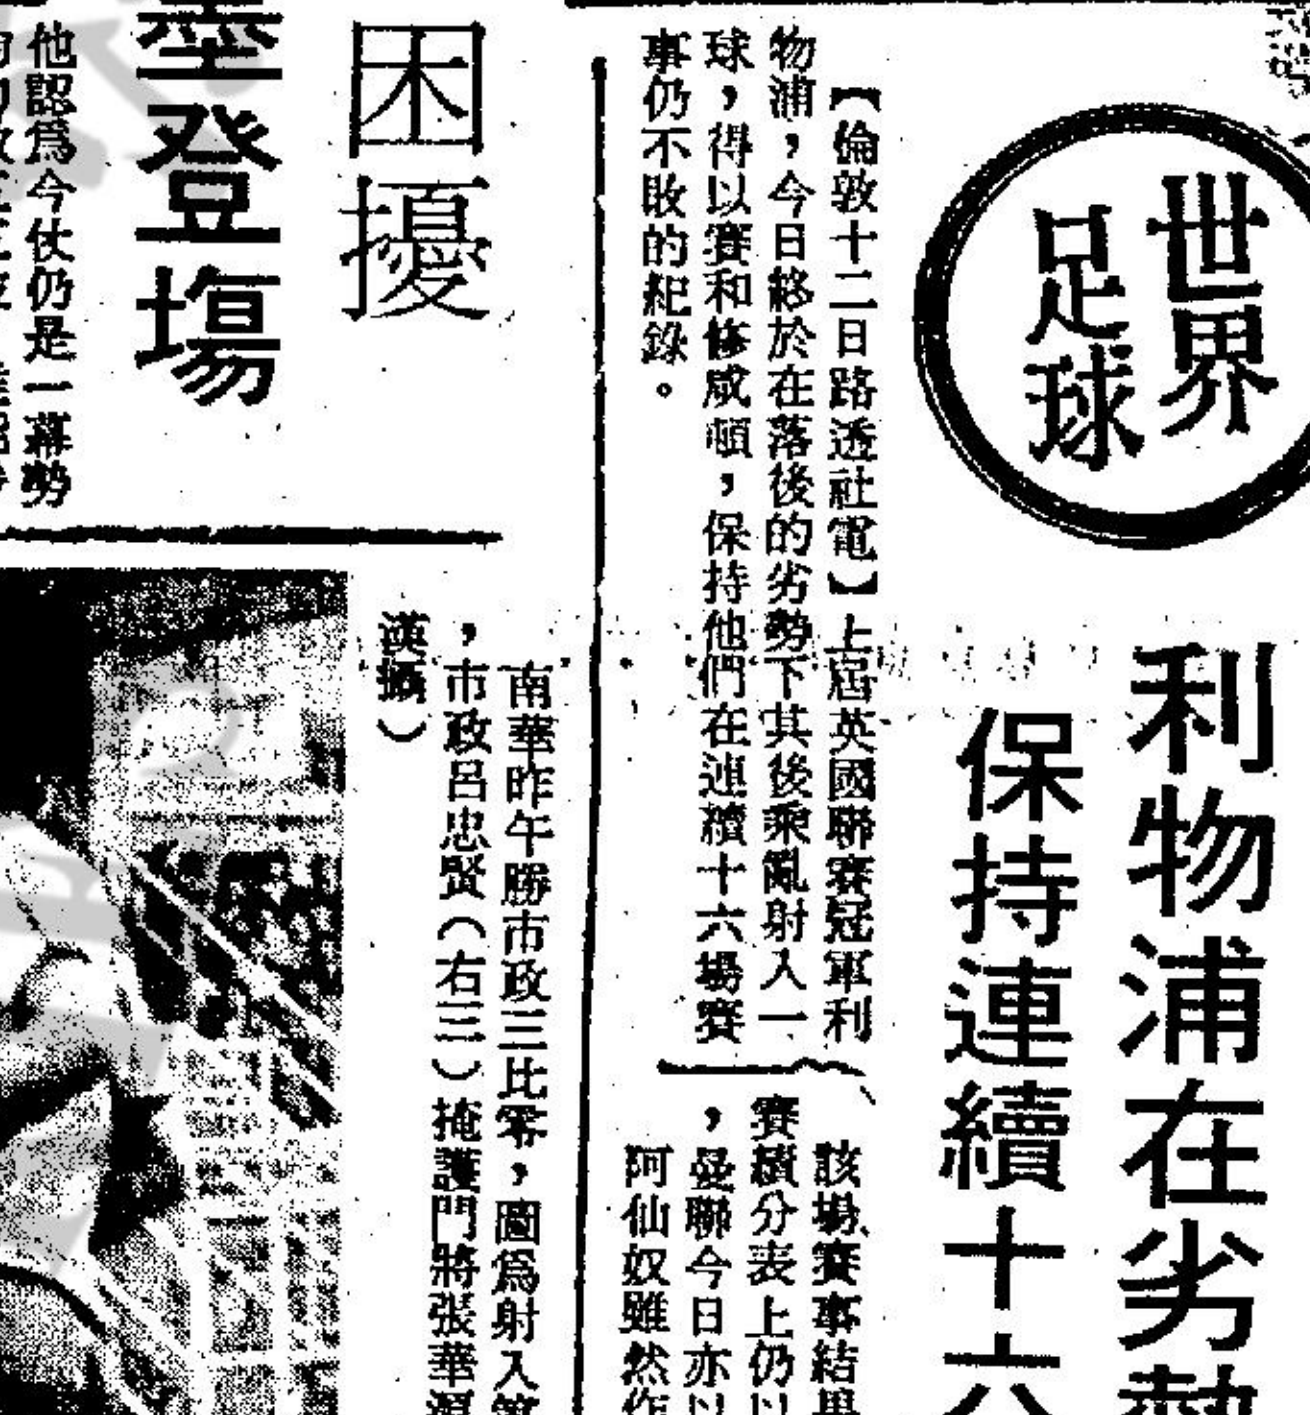 世界
足球
利物浦在劣勢
保持連續十六
【倫敦十二日路透社電】上屆英國聯賽冠軍利
物浦，今日終於在落後的劣勢下其後乘亂射入一
球，得以賽和修咸頓，保持他們在連續十六場賽
事仍不敗的紀錄。
該場賽事結果
賽績分表上仍以
，曼聯今日亦以
阿仙奴雖然作
困擾
登場
他認爲今仗仍是一幕勢
南華昨午勝市政三比零，圖爲射入第
，市政呂忠賢（右三）掩護門將張華
漢攝）